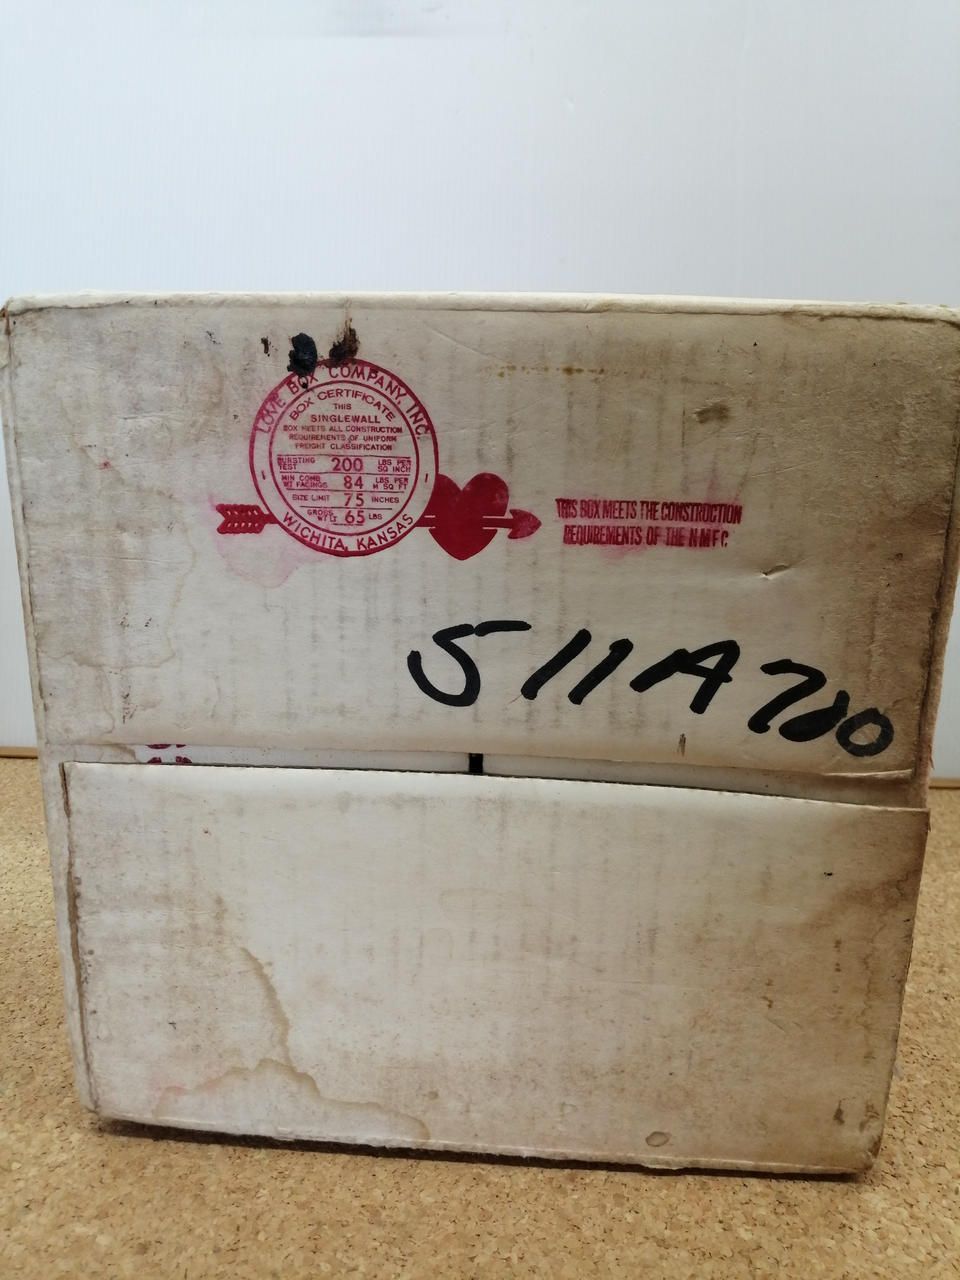 LOVE BOX COMPANY, INC.
BOX CERTIFICATE
THIS
SINGLEWALL
BOX MEETS ALL CONSTRUCTION
REQUIREMENTS OF UNIFORM
FREIGHT CLASSIFICATION
BURSTING TEST 200 LBS PER SQ INCH
MIN COMB WT FACINGS 84 LBS PER M SQ FT
SIZE LIMIT 75 INCHES
GROSS WT LT 65 LBS
WICHITA, KANSAS
THIS BOX MEETS THE CONSTRUCTION
REQUIREMENTS OF THE NMFC
511A700